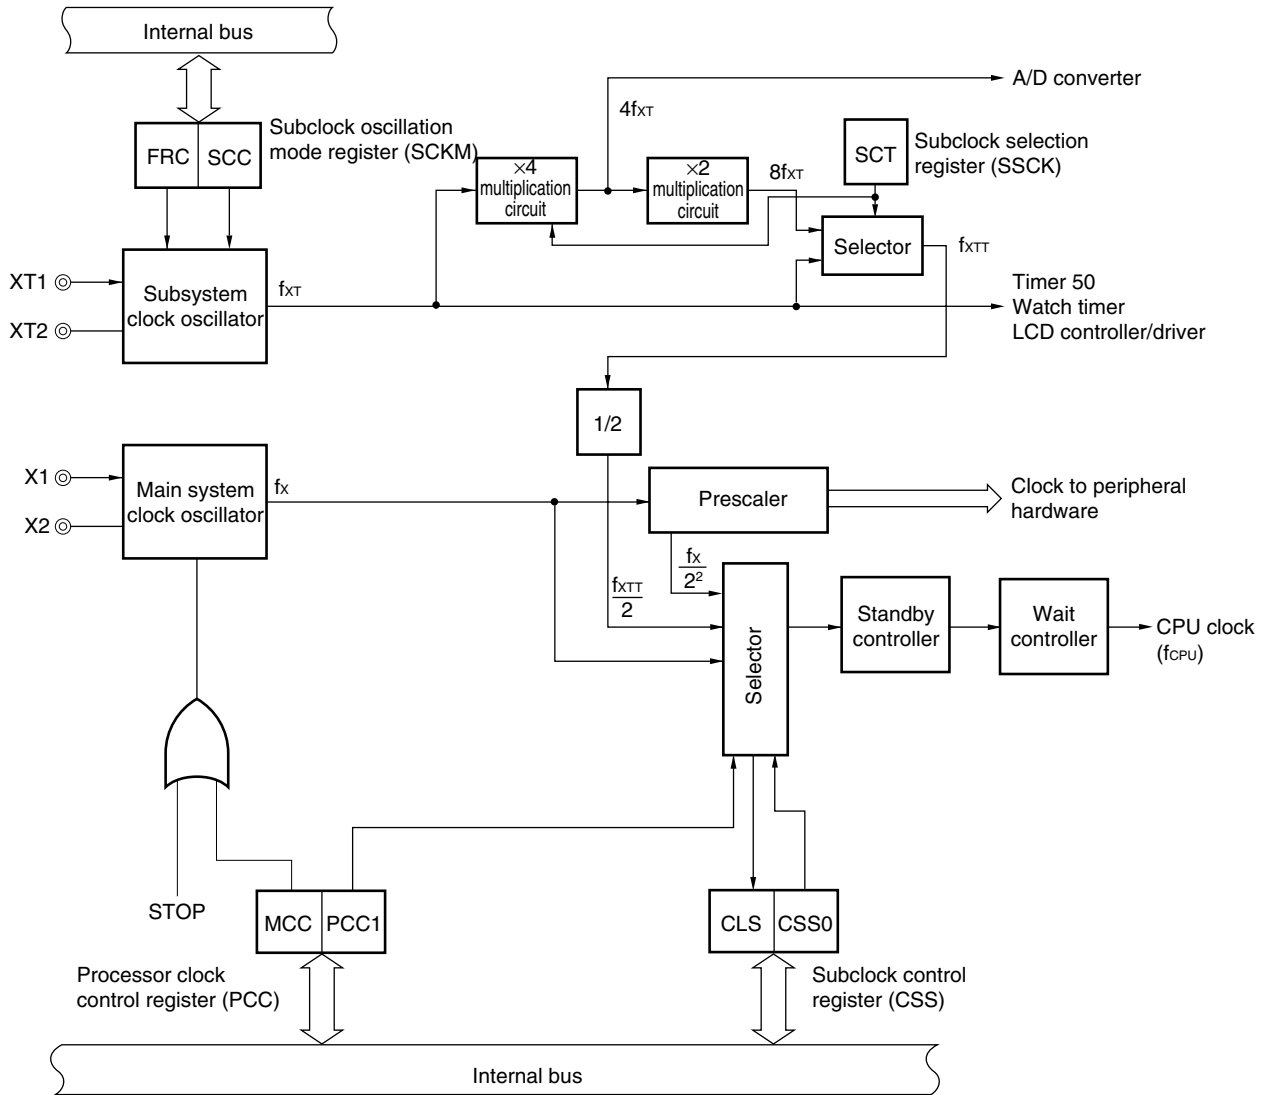 Internal bus
FRC
SCC
Subclock oscillation
mode register (SCKM)
A/D converter
4fXT
×4
multiplication
circuit
×2
multiplication
circuit
8fXT
SCT
Subclock selection
register (SSCK)
Selector
fXTT
XT1
XT2
Subsystem
clock oscillator
fXT
Timer 50
Watch timer
LCD controller/driver
1/2
X1
X2
Main system
clock oscillator
fX
Prescaler
Clock to peripheral
hardware
fX
2²
fXTT
2
Selector
Standby
controller
Wait
controller
CPU clock
(fCPU)
STOP
MCC
PCC1
Processor clock
control register (PCC)
CLS
CSS0
Subclock control
register (CSS)
Internal bus